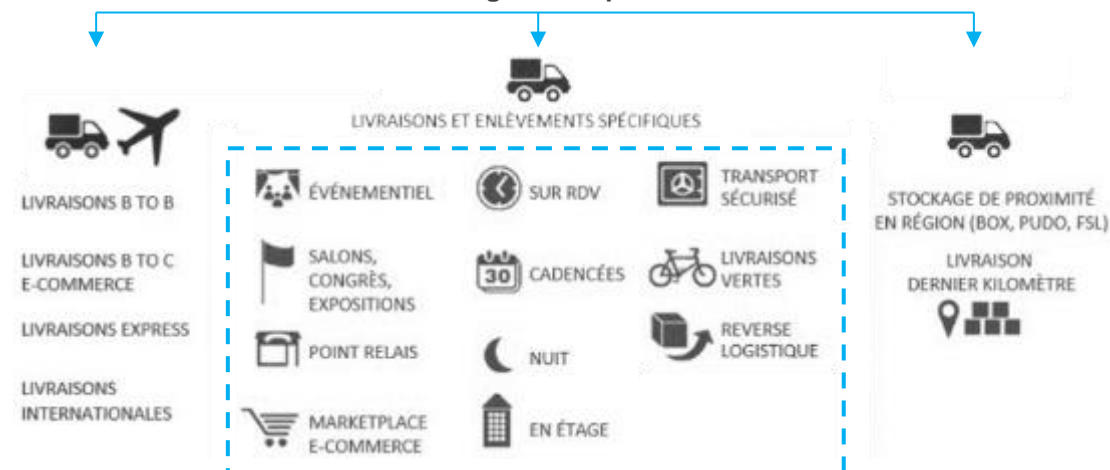 LIVRAISONS B TO B
LIVRAISONS B TO C
E-COMMERCE
LIVRAISONS EXPRESS
LIVRAISONS
INTERNATIONALES
LIVRAISONS ET ENLÈVEMENTS SPÉCIFIQUES
ÉVÉNEMENTIEL
SALONS,
CONGRÈS,
EXPOSITIONS
POINT RELAIS
MARKETPLACE
E-COMMERCE
SUR RDV
30
CADENCÉES
NUIT
EN ÉTAGE
TRANSPORT
SÉCURISÉ
LIVRAISONS
VERTES
REVERSE
LOGISTIQUE
STOCKAGE DE PROXIMITÉ
EN RÉGION (BOX, PUDO, FSL)
LIVRAISON
DERNIER KILOMÈTRE